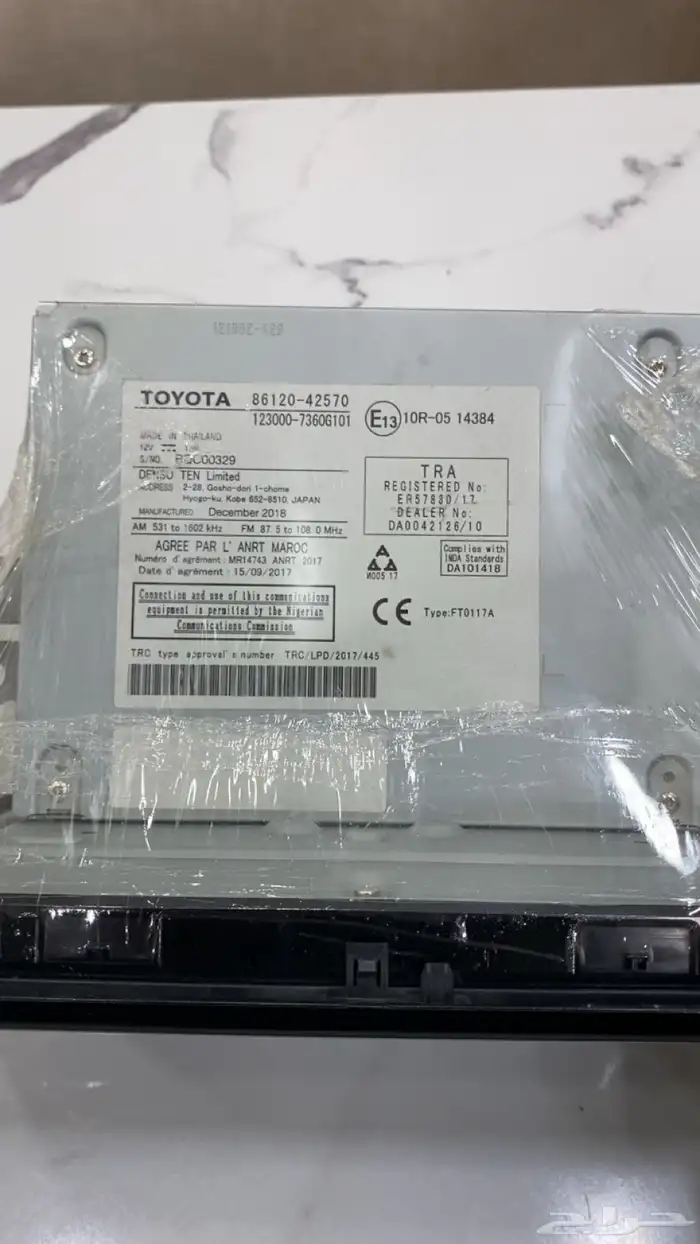 TOYOTA 86120-42570
123000-7360G101
E13 10R-05 14384
MADE IN THAILAND
12V
S/NO.
DENSO TEN Limited
ADDRESS 2-28, Gosho-dori 1-chome
Hyogo-ku, Kobe 652-8510, JAPAN
MANUFACTURED December 2018
AM 531 to 1602 kHz FM 87.5 to 108.0 MHz
TRA
REGISTERED No:
ER57830/17
DEALER No:
DA0042126/10
AGREE PAR L' ANRT MAROC
Numéro d'agrément: MR14743 ANRT 2017
Date d'agrément: 15/09/2017
Complies with
IMDA Standards
DA101418
Connection and use of this communications
equipment is permitted by the Nigerian
Communications Commission
CE Type:FT0117A
TRC type approval's number TRC/LPD/2017/445
حراج